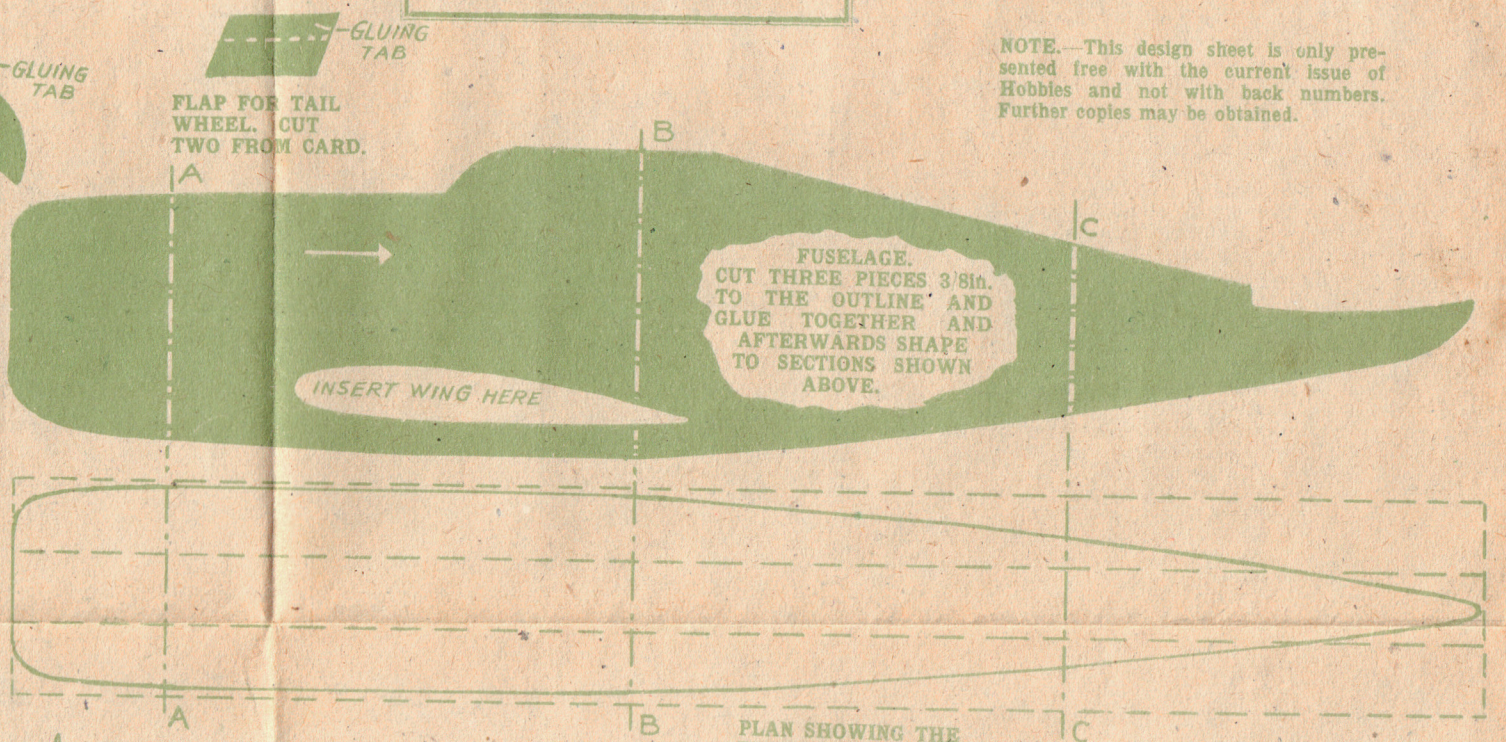 -GLUING
TAB
-GLUING
TAB
FLAP FOR TAIL
WHEEL. CUT
TWO FROM CARD.
NOTE.—This design sheet is only pre-
sented free with the current issue of
Hobbies and not with back numbers.
Further copies may be obtained.
A
B
C
FUSELAGE.
CUT THREE PIECES 3/8in.
TO THE OUTLINE AND
GLUE TOGETHER AND
AFTERWARDS SHAPE
TO SECTIONS SHOWN
ABOVE.
INSERT WING HERE
A
B
C
PLAN SHOWING THE